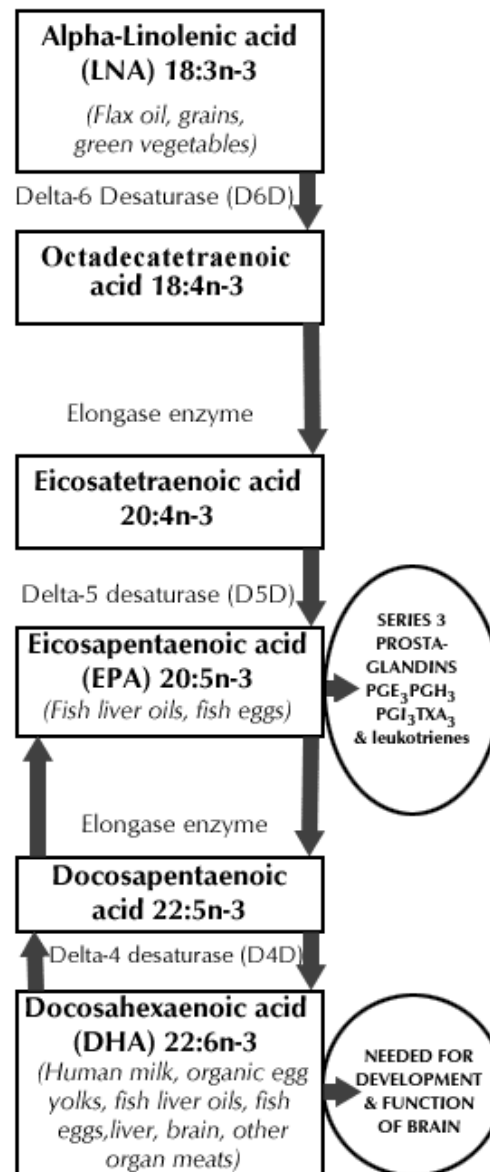 Alpha-Linolenic acid
(LNA) 18:3n-3
(Flax oil, grains,
green vegetables)
Delta-6 Desaturase (D6D)
Octadecatetraenoic
acid 18:4n-3
Elongase enzyme
Eicosatetraenoic acid
20:4n-3
Delta-5 desaturase (D5D)
Eicosapentaenoic acid
(EPA) 20:5n-3
(Fish liver oils, fish eggs)
SERIES 3
PROSTA-
GLANDINS
PGE₃PGH₃
PGI₃TXA₃
& leukotrienes
Elongase enzyme
Docosapentaenoic
acid 22:5n-3
Delta-4 desaturase (D4D)
Docosahexaenoic acid
(DHA) 22:6n-3
(Human milk, organic egg
yolks, fish liver oils, fish
eggs,liver, brain, other
organ meats)
NEEDED FOR
DEVELOPMENT
& FUNCTION
OF BRAIN